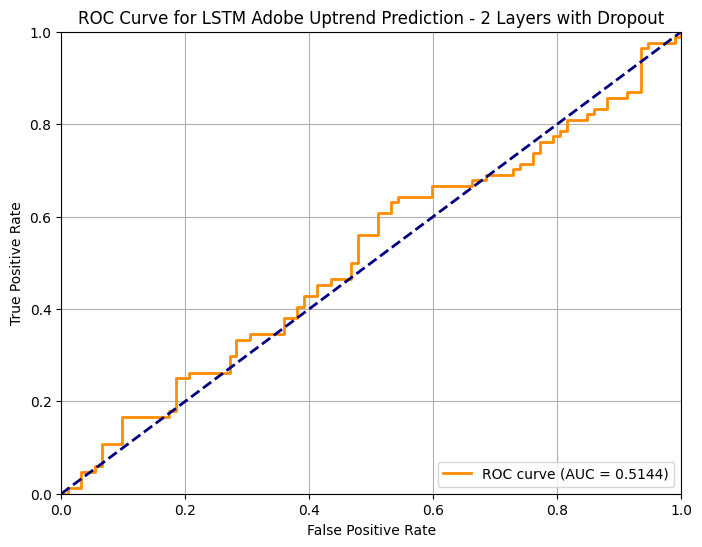 ROC Curve for LSTM Adobe Uptrend Prediction - 2 Layers with Dropout
1.0
0.8
0.6
0.4
0.2
0.0
True Positive Rate
ROC curve (AUC = 0.5144)
0.0 0.2 0.4 0.6 0.8 1.0
False Positive Rate